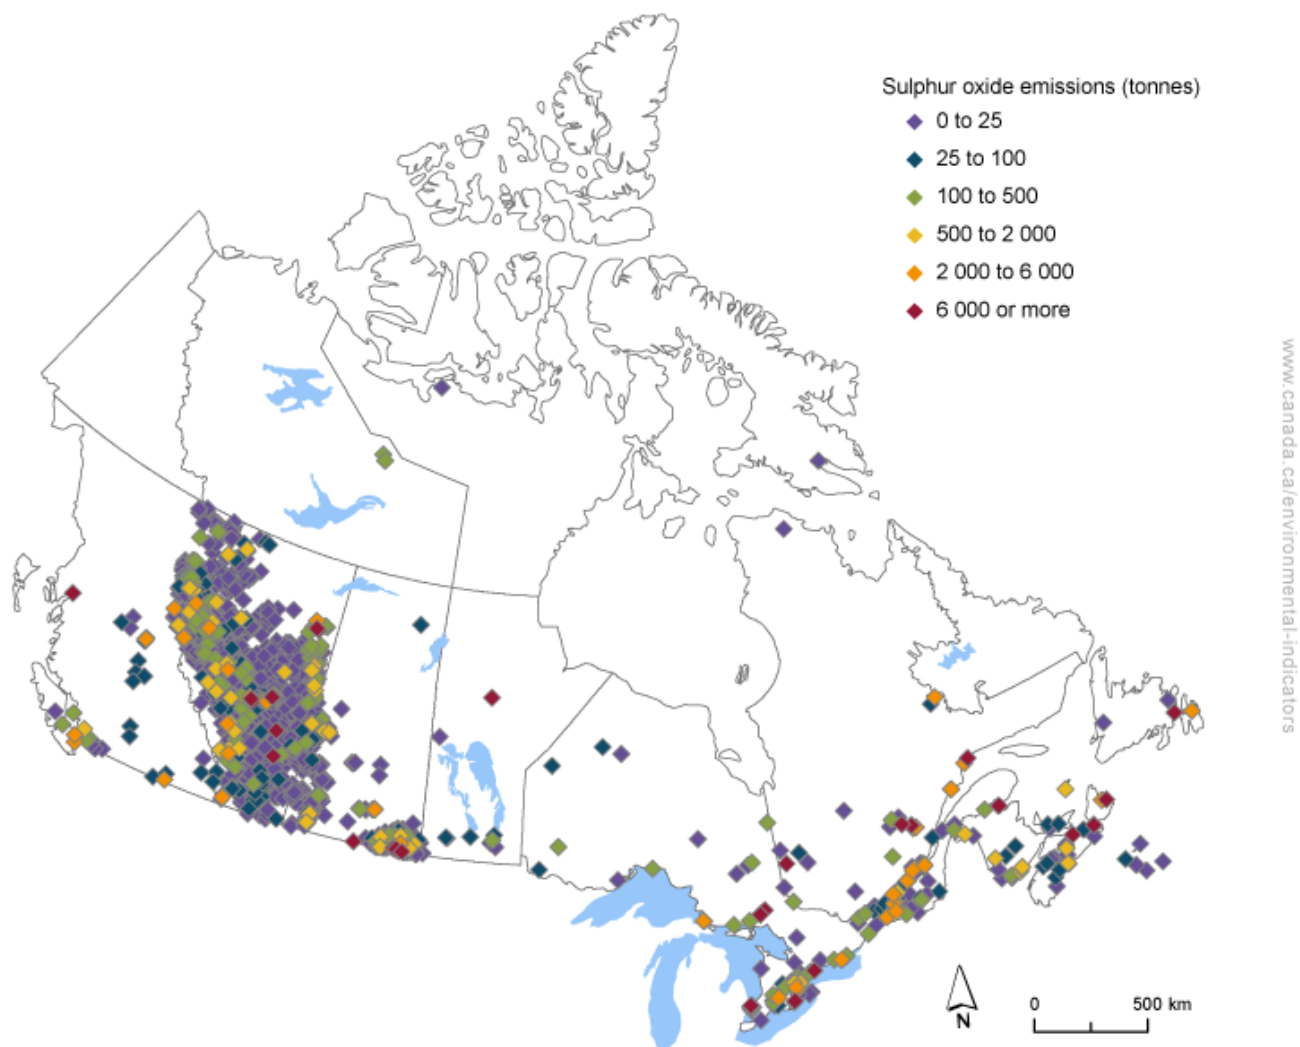 Sulphur oxide emissions (tonnes)
0 to 25
25 to 100
100 to 500
500 to 2 000
2 000 to 6 000
6 000 or more
www.canada.ca/environmental-indicators
N
0 500 km